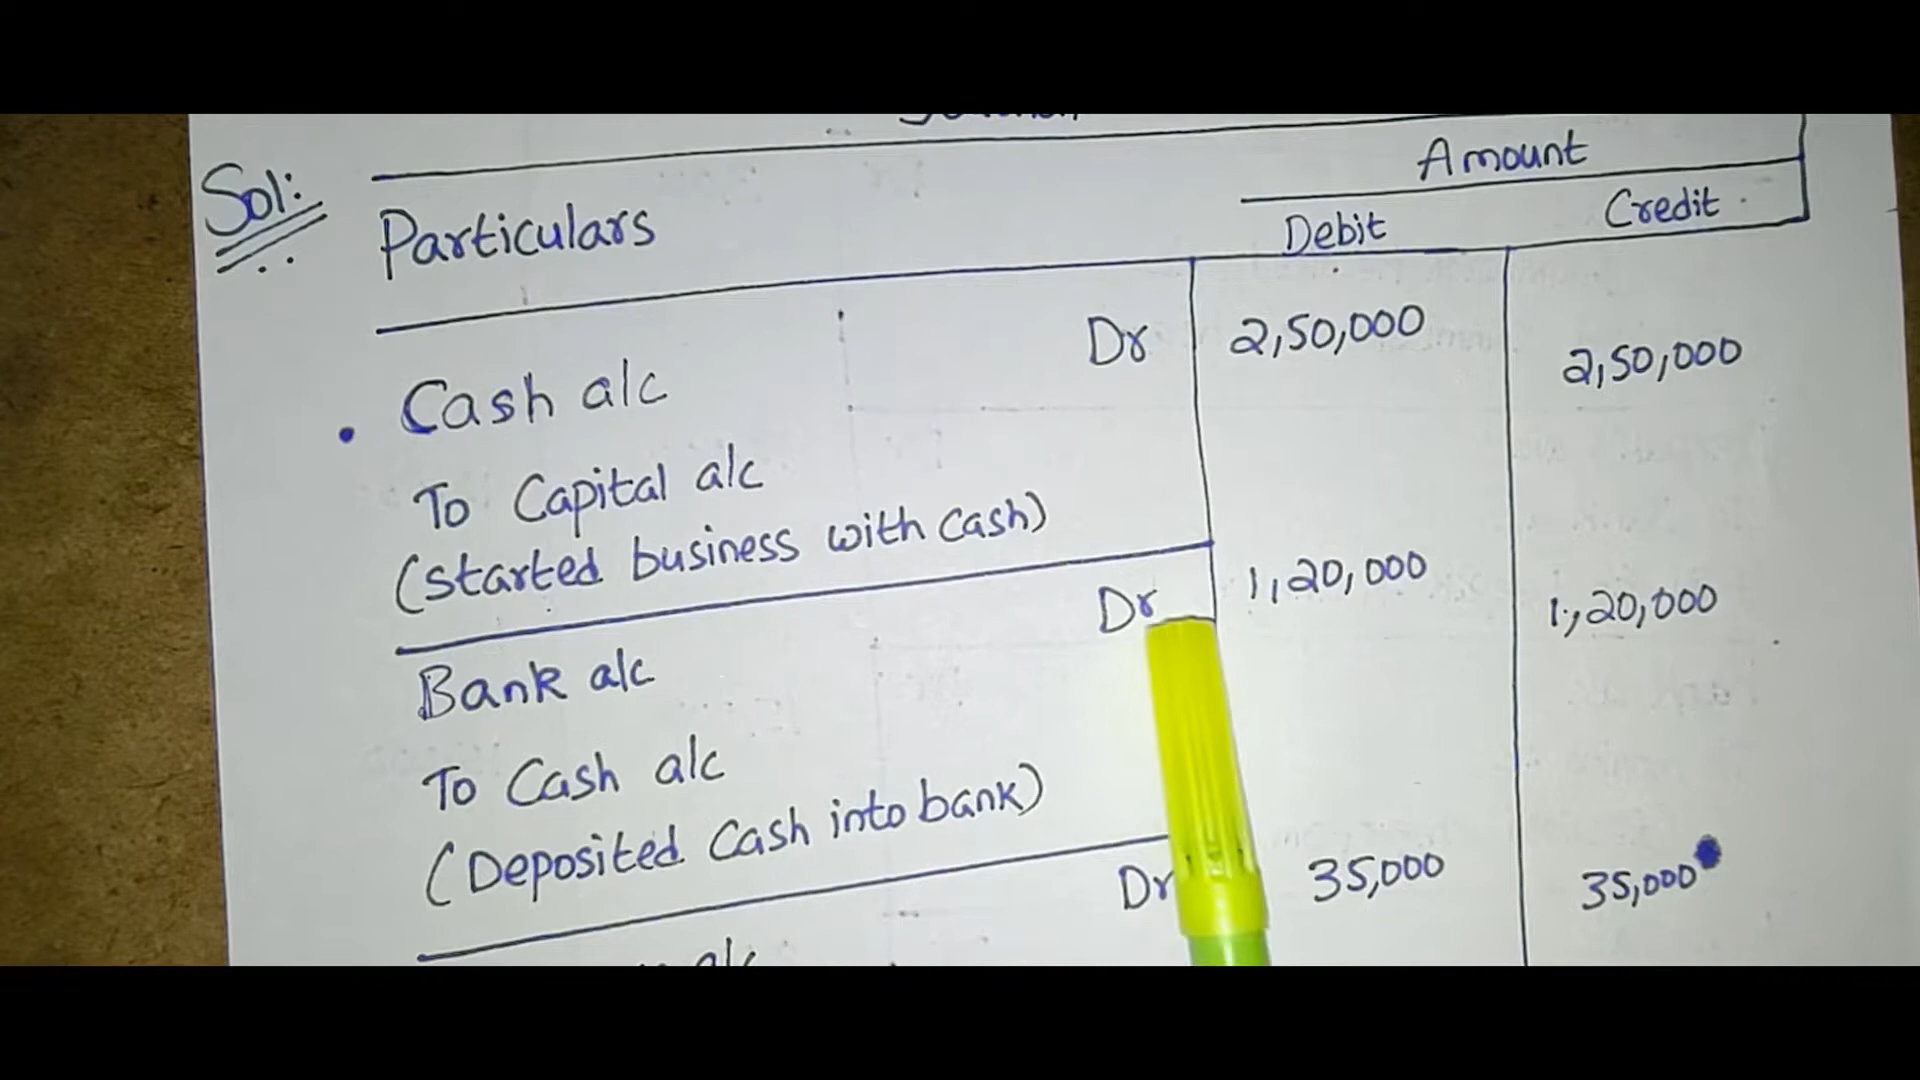 Sol:
Amount
Particulars Debit Credit
Cash a/c Dr 2,50,000 2,50,000
To Capital a/c
(started business with cash)
Bank a/c Dr 1,20,000 1,20,000
To Cash a/c
(Deposited Cash into bank)
Dr 35,000 35,000
a/c